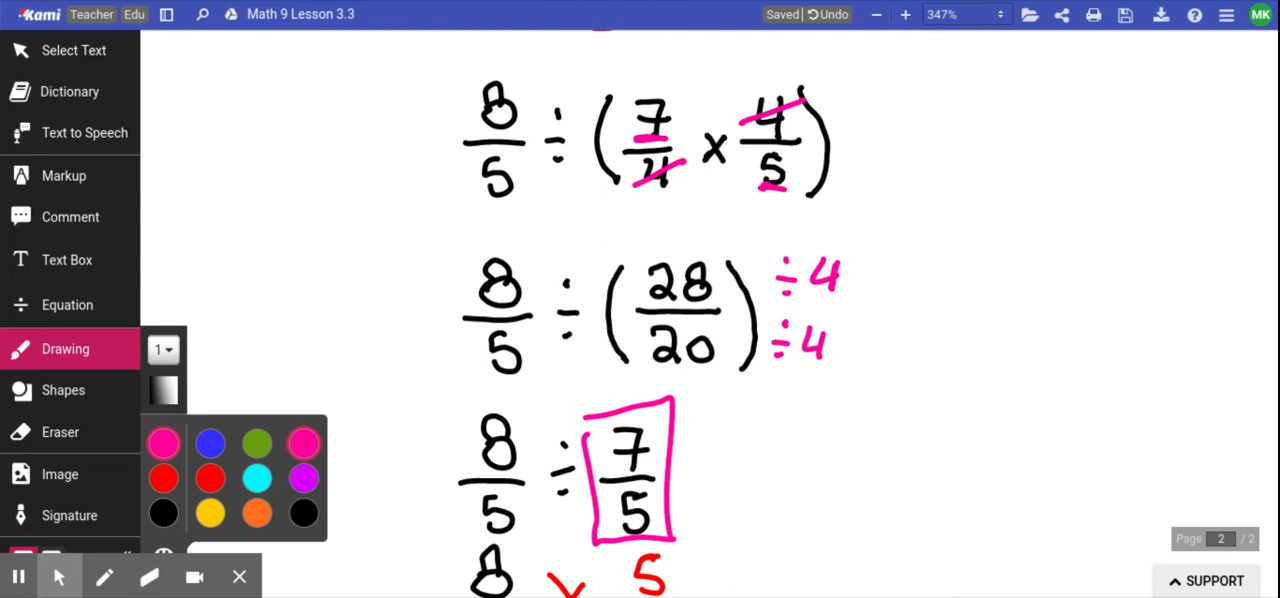 Kami Teacher Edu Math 9 Lesson 3.3 Saved Undo − + 347% MK
Select Text
Dictionary
Text to Speech
Markup
Comment
Text Box
Equation
Drawing 1
Shapes
Eraser
Image
Signature
8/5 ÷ (7/4 × 4/5)
8/5 ÷ (28/20) ÷4 ÷4
8/5 ÷ 7/5
8 × 5
Page 2 / 2
SUPPORT